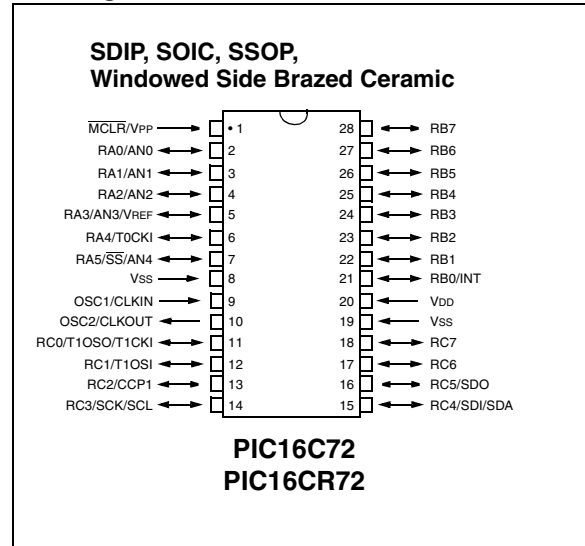 SDIP, SOIC, SSOP,
Windowed Side Brazed Ceramic
MCLR/VPP • 1 28 RB7
RA0/AN0 2 27 RB6
RA1/AN1 3 26 RB5
RA2/AN2 4 25 RB4
RA3/AN3/VREF 5 24 RB3
RA4/T0CKI 6 23 RB2
RA5/SS/AN4 7 22 RB1
VSS 8 21 RB0/INT
OSC1/CLKIN 9 20 VDD
OSC2/CLKOUT 10 19 VSS
RC0/T1OSO/T1CKI 11 18 RC7
RC1/T1OSI 12 17 RC6
RC2/CCP1 13 16 RC5/SDO
RC3/SCK/SCL 14 15 RC4/SDI/SDA
PIC16C72
PIC16CR72